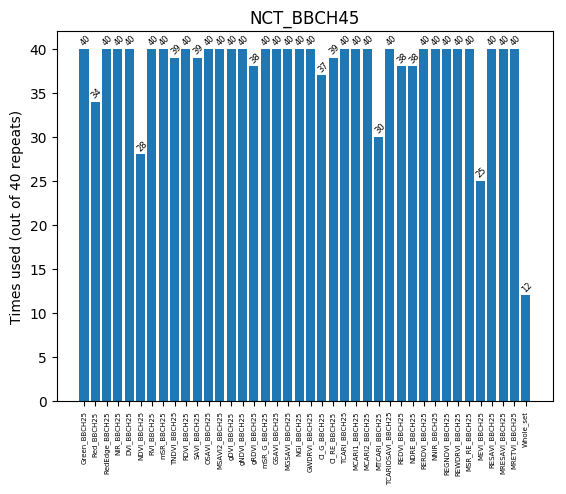 NCT_BBCH45
Times used (out of 40 repeats)
40
35
30
25
20
15
10
5
0
40
34
40
40
40
28
40
40
39
40
39
40
40
40
40
38
40
40
40
40
40
37
39
40
40
40
30
40
38
38
40
40
40
40
40
25
40
40
40
12
Green_BBCH25
Red_BBCH25
RedEdge_BBCH25
NIR_BBCH25
DVI_BBCH25
NDVI_BBCH25
RVI_BBCH25
mSR_BBCH25
TNDVI_BBCH25
RDVI_BBCH25
SAVI_BBCH25
OSAVI_BBCH25
MSAVI2_BBCH25
gDVI_BBCH25
gNDVI_BBCH25
gRDVI_BBCH25
mSR_G_BBCH25
GSAVI_BBCH25
MGSAVI_BBCH25
NGI_BBCH25
GWDRVI_BBCH25
CI_G_BBCH25
CI_RE_BBCH25
TCARI_BBCH25
MCARI1_BBCH25
MCARI2_BBCH25
MTCARI_BBCH25
TCARIOSAVI_BBCH25
REDVI_BBCH25
NDRE_BBCH25
RERDVI_BBCH25
NNIR_BBCH25
REGNDVI_BBCH25
REWDRVI_BBCH25
MSR_RE_BBCH25
MEVI_BBCH25
RESAVI_BBCH25
MRESAVI_BBCH25
MRETVI_BBCH25
Whole_set